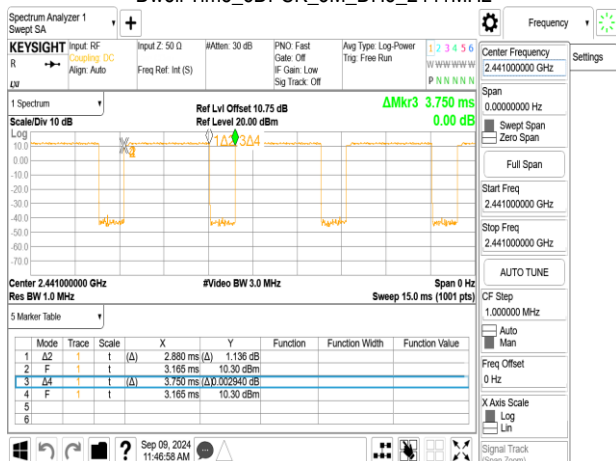 Dwell Time_8DPSK_3M_DH5_2441MHz
Spectrum Analyzer 1
Swept SA
Frequency
Settings
KEYSIGHT
R
Input: RF
Coupling: DC
Align: Auto
Input Z: 50 Ω
Freq Ref: Int (S)
#Atten: 30 dB
PNO: Fast
Gate: Off
IF Gain: Low
Sig Track: Off
Avg Type: Log-Power
Trig: Free Run
1 2 3 4 5 6
W W W W W W
P N N N N N
1 Spectrum
Scale/Div 10 dB
Ref Lvl Offset 10.75 dB
Ref Level 20.00 dBm
ΔMkr3 3.750 ms
0.00 dB
Log
10.0
0.00
-10.0
-20.0
-30.0
-40.0
-50.0
-60.0
-70.0
1Δ2 3Δ4
Center 2.441000000 GHz
#Video BW 3.0 MHz
Span 0 Hz
Res BW 1.0 MHz
Sweep 15.0 ms (1001 pts)
5 Marker Table
Mode Trace Scale X Y Function Function Width Function Value
1 Δ2 1 t (Δ) 2.880 ms (Δ) 1.136 dB
2 F 1 t 3.165 ms 10.30 dBm
3 Δ4 1 t (Δ) 3.750 ms (Δ) 0.002940 dB
4 F 1 t 3.165 ms 10.30 dBm
5
6
Sep 09, 2024
11:46:58 AM
Center Frequency
2.441000000 GHz
Span
0.00000000 Hz
Swept Span
Zero Span
Full Span
Start Freq
2.441000000 GHz
Stop Freq
2.441000000 GHz
AUTO TUNE
CF Step
1.000000 MHz
Auto
Man
Freq Offset
0 Hz
X Axis Scale
Log
Lin
Signal Track
(Span Zoom)